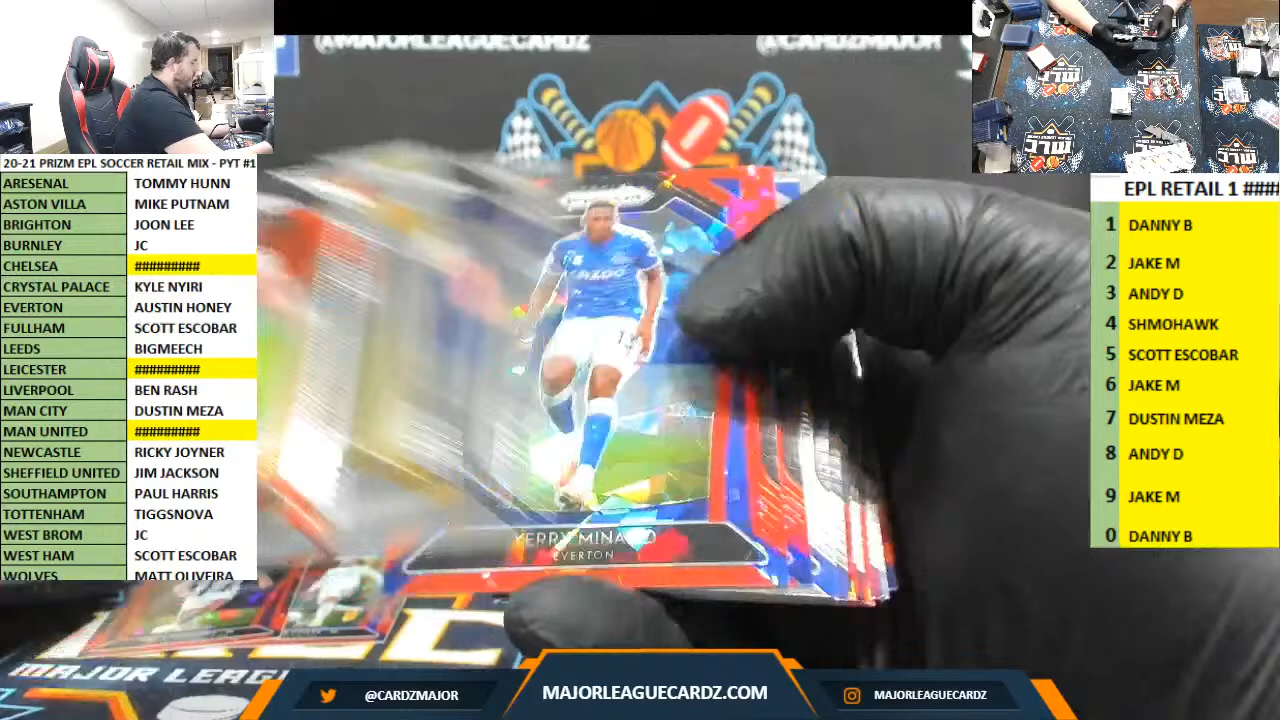 @MAJORLEAGUECARDZ
@CARDZMAJOR
20-21 PRIZM EPL SOCCER RETAIL MIX - PYT #1
ARESENAL TOMMY HUNN
ASTON VILLA MIKE PUTNAM
BRIGHTON JOON LEE
BURNLEY JC
CHELSEA #########
CRYSTAL PALACE KYLE NYIRI
EVERTON AUSTIN HONEY
FULLHAM SCOTT ESCOBAR
LEEDS BIGMEECH
LEICESTER #########
LIVERPOOL BEN RASH
MAN CITY DUSTIN MEZA
MAN UNITED #########
NEWCASTLE RICKY JOYNER
SHEFFIELD UNITED JIM JACKSON
SOUTHAMPTON PAUL HARRIS
TOTTENHAM TIGGSNOVA
WEST BROM JC
WEST HAM SCOTT ESCOBAR
WOLVES MATT OLIVEIRA
EPL RETAIL 1 ####
1 DANNY B
2 JAKE M
3 ANDY D
4 SHMOHAWK
5 SCOTT ESCOBAR
6 JAKE M
7 DUSTIN MEZA
8 ANDY D
9 JAKE M
0 DANNY B
YERRY MINA
EVERTON
MAJOR LEAG
@CARDZMAJOR
MAJORLEAGUECARDZ.COM
MAJORLEAGUECARDZ